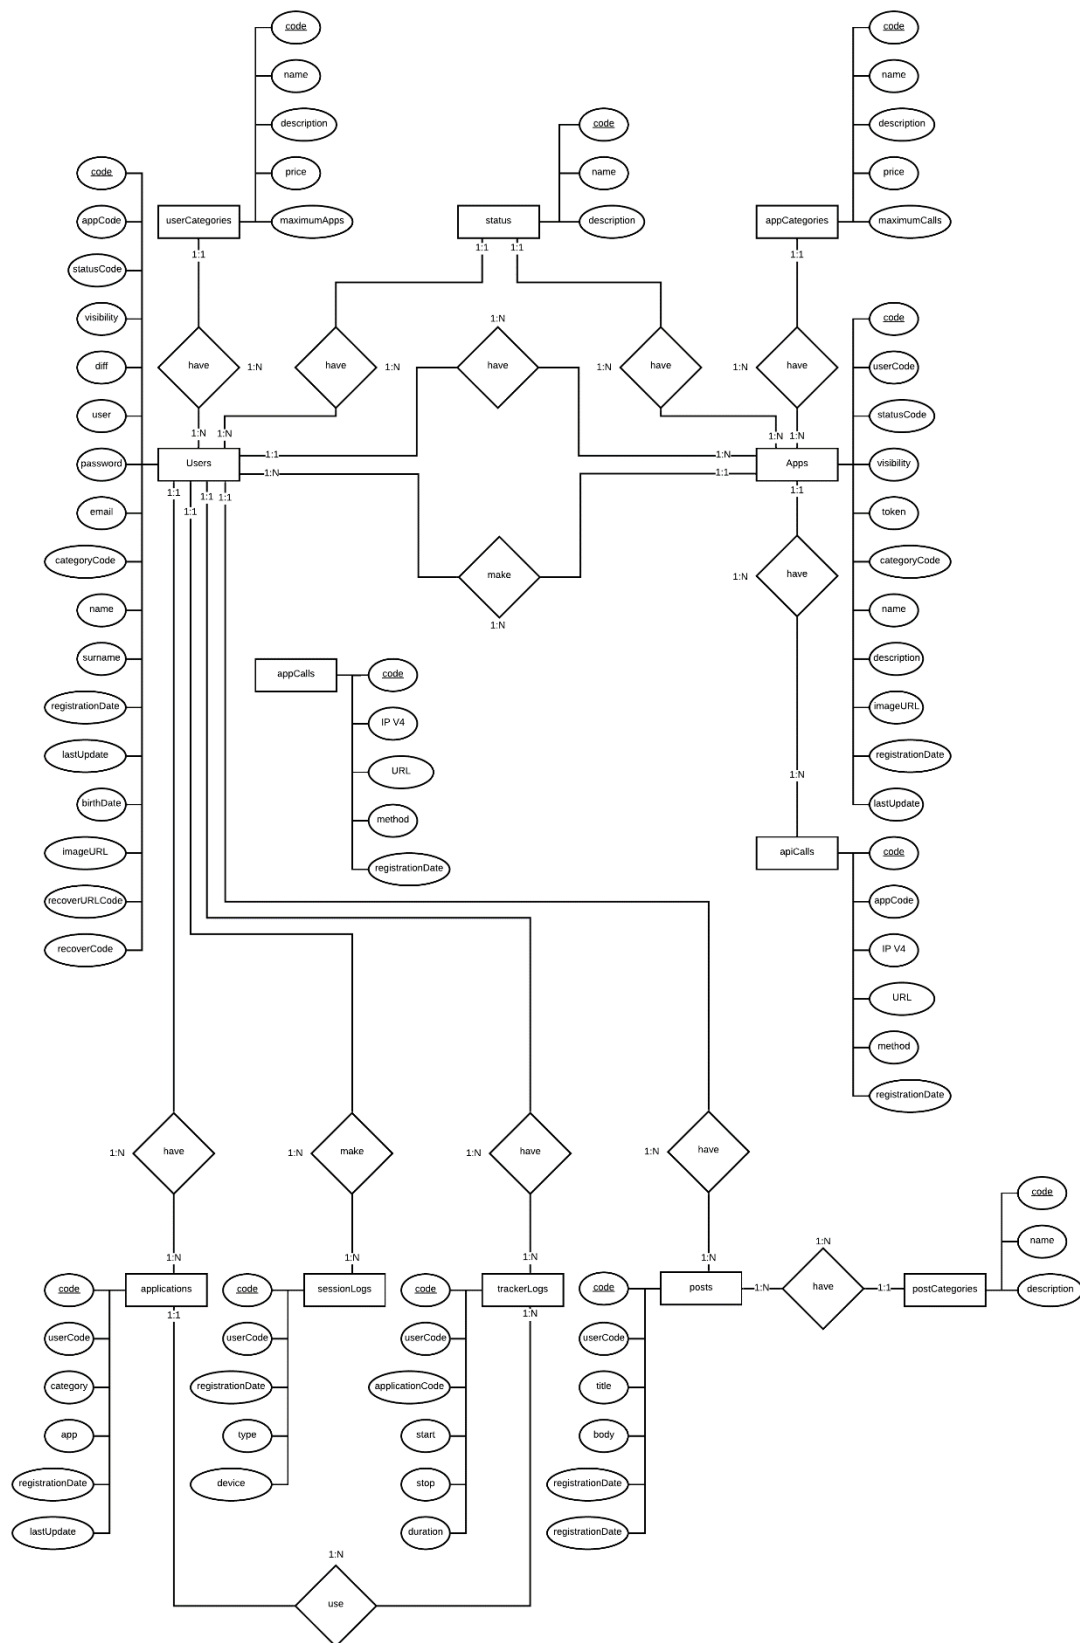 code
name
description
price
maximumApps
userCategories
1:1
have
1:N
1:N
code
name
description
status
1:1
1:1
have
1:N
have
1:N
code
name
description
price
maximumCalls
appCategories
1:1
have
1:N
1:N
code
appCode
statusCode
visibility
diff
user
password
email
categoryCode
name
surname
registrationDate
lastUpdate
birthDate
imageURL
recoverURLCode
recoverCode
Users
1:N
1:1
1:N
1:1
1:1
1:1
1:1
1:N
have
1:N
make
1:N
1:N
1:1
1:N
Apps
1:1
code
userCode
statusCode
visibility
token
categoryCode
name
description
imageURL
registrationDate
lastUpdate
have
1:N
1:N
appCalls
code
IP V4
URL
method
registrationDate
apiCalls
code
appCode
IP V4
URL
method
registrationDate
1:N
have
1:N
1:N
make
1:N
1:N
have
1:N
1:N
have
1:N
applications
1:1
code
userCode
category
app
registrationDate
lastUpdate
sessionLogs
code
userCode
registrationDate
type
device
trackerLogs
1:N
code
userCode
applicationCode
start
stop
duration
posts
code
userCode
title
body
registrationDate
registrationDate
1:N
1:N
have
1:1
postCategories
code
name
description
1:N
use